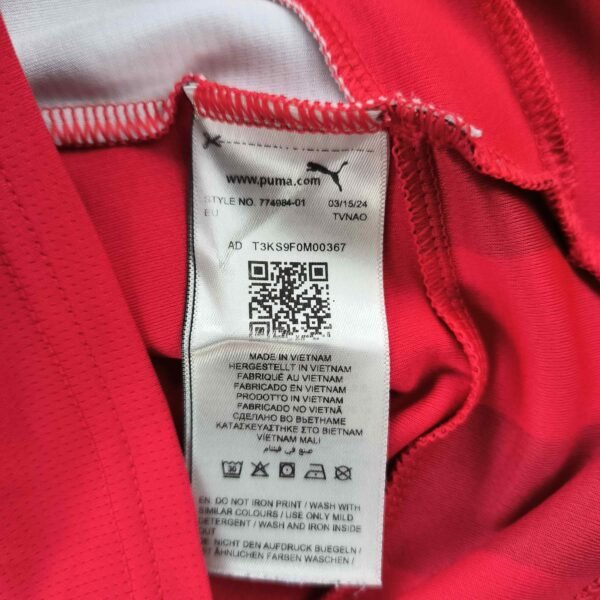 www.puma.com
STYLE NO. 774984-01 03/15/24
EU TVNAO
AD T3KS9F0M00367
MADE IN VIETNAM
HERGESTELLT IN VIETNAM
FABRIQUÉ AU VIETNAM
FABRICADO EN VIETNAM
PRODOTTO IN VIETNAM
FABRICADO NO VIETNÃ
СДЕЛАНО ВО ВЬЕТНАМЕ
ΚΑΤΑΣΚΕΥΑΣΤΗΚΕ ΣΤΟ ΒΙΕΤΝΑΜ
VIETNAM MALI
صنع في فيتنام
EN: DO NOT IRON PRINT / WASH WITH
SIMILAR COLOURS / USE ONLY MILD
DETERGENT / WASH AND IRON INSIDE
OUT
DE: NICHT DEN AUFDRUCK BUEGELN /
MIT ÄHNLICHEN FARBEN WASCHEN /